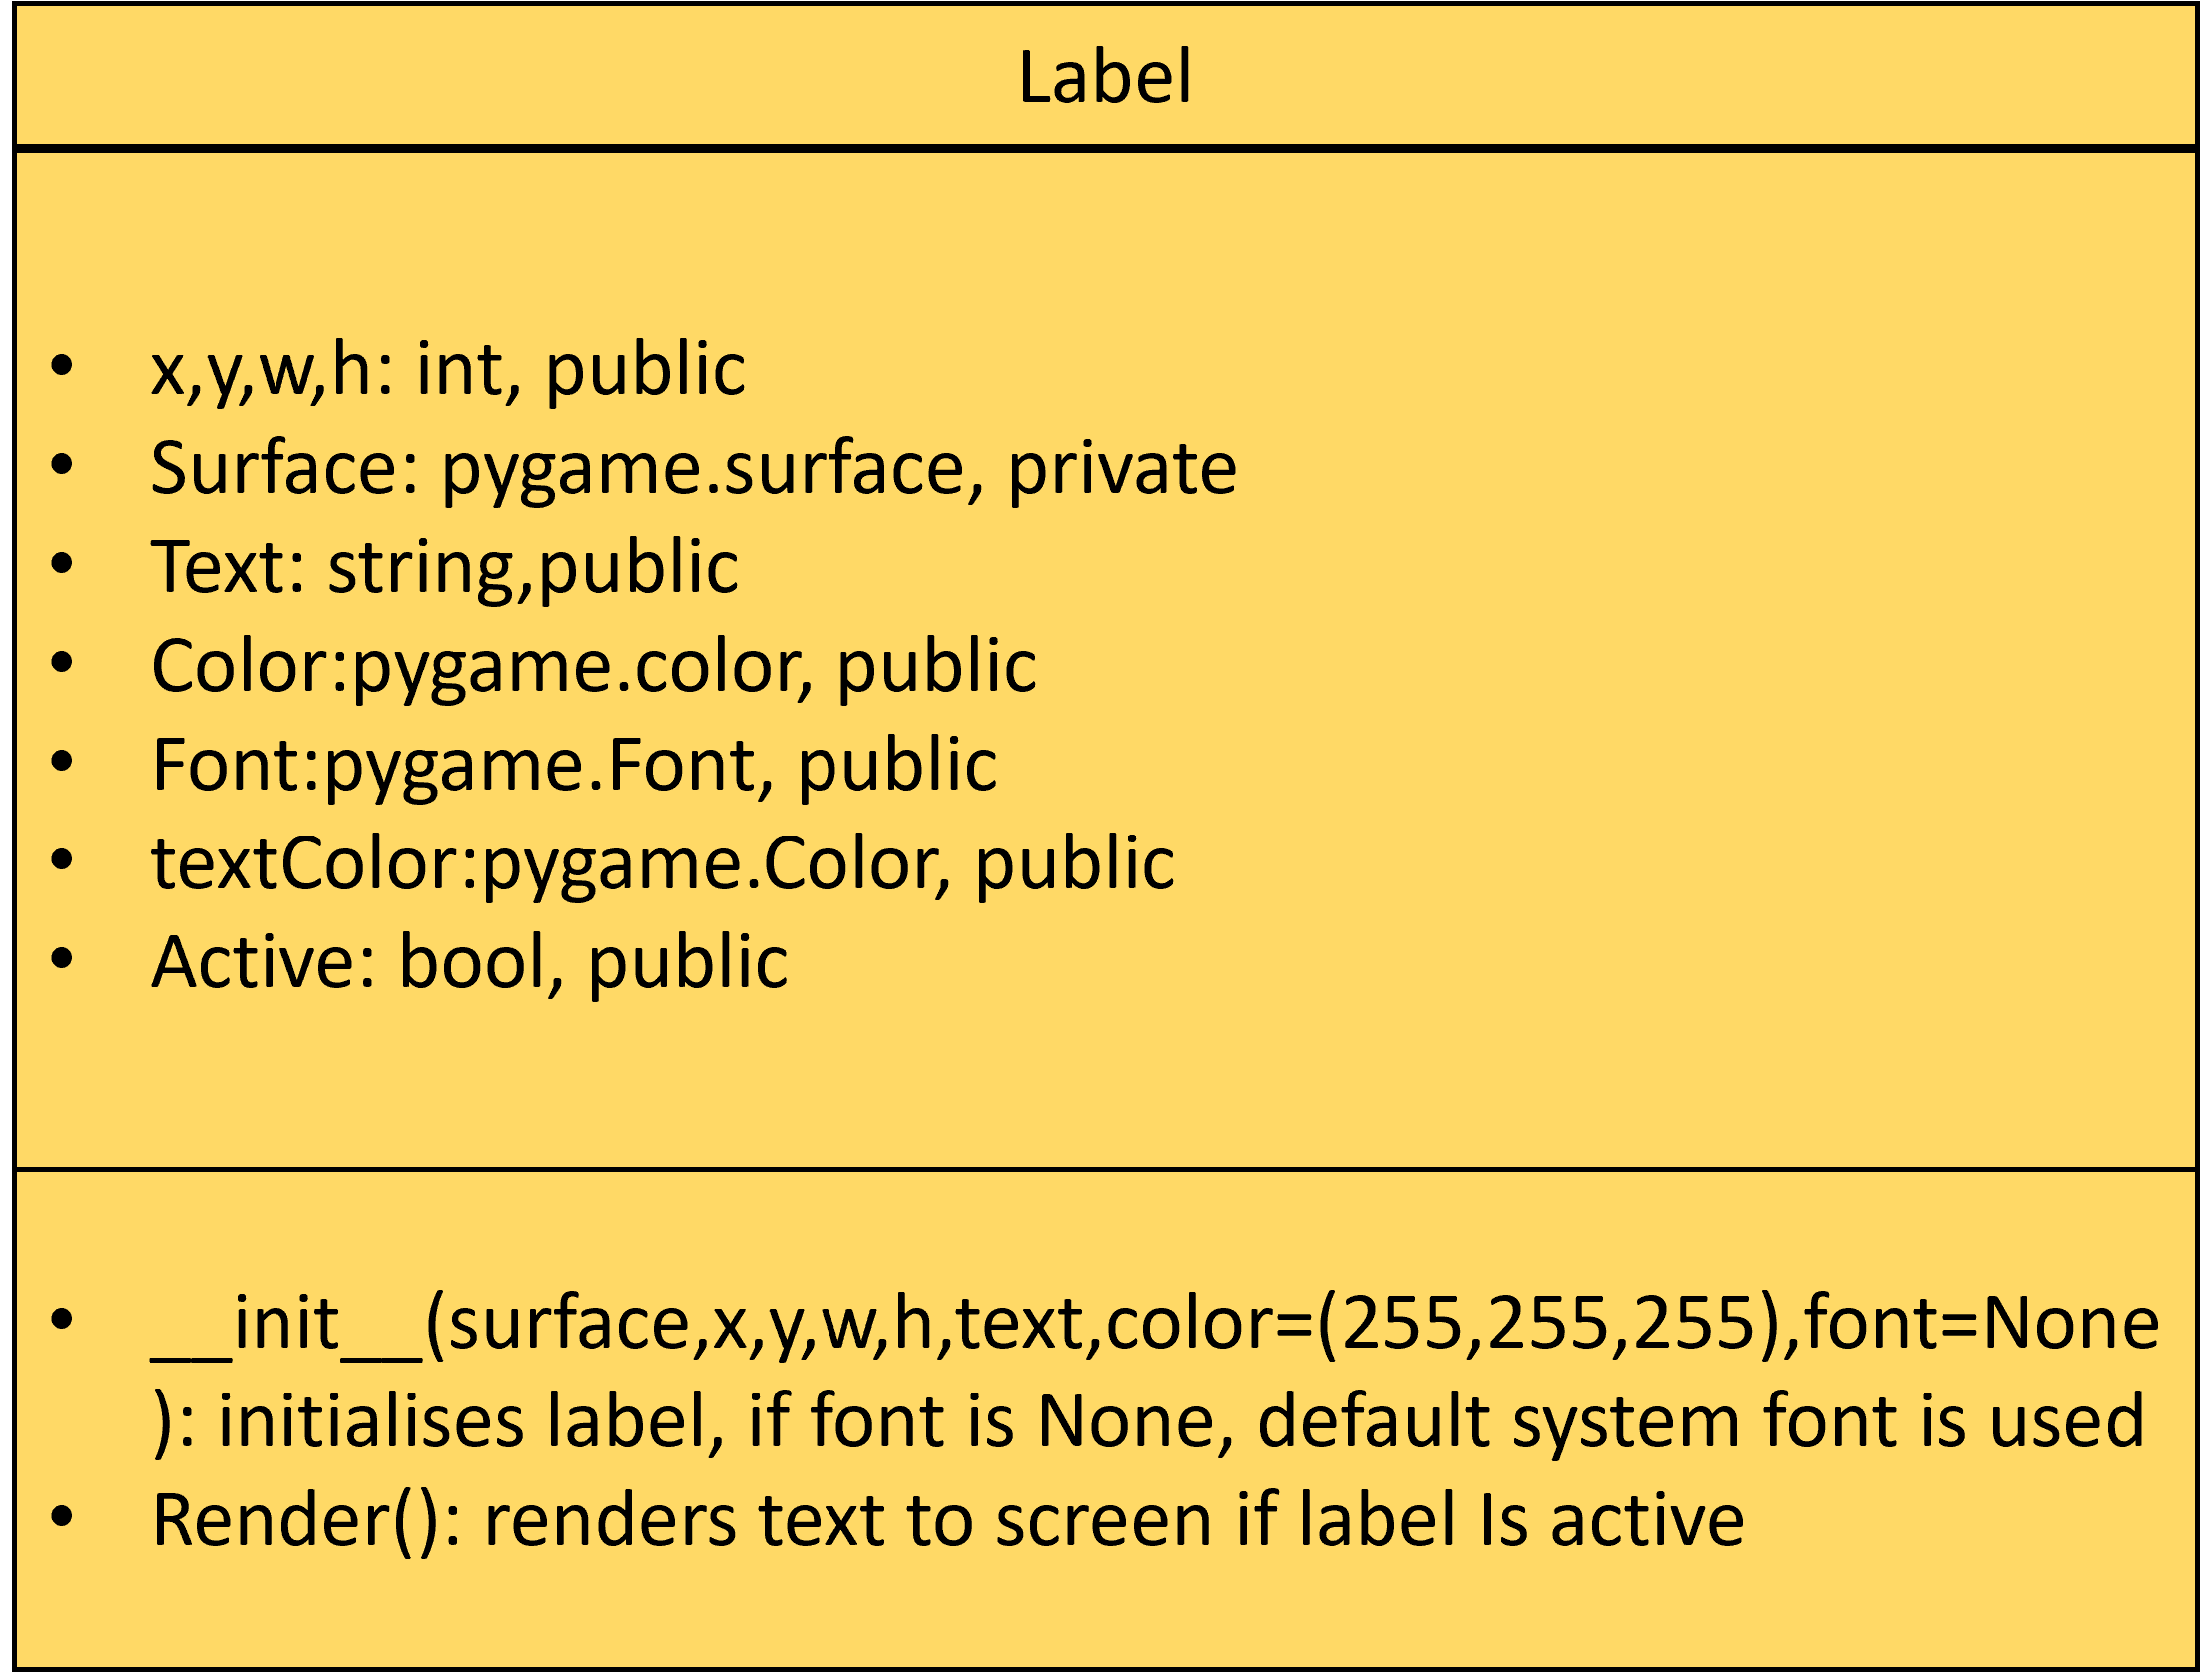 Label
• x,y,w,h: int, public
• Surface: pygame.surface, private
• Text: string,public
• Color:pygame.color, public
• Font:pygame.Font, public
• textColor:pygame.Color, public
• Active: bool, public
• __init__(surface,x,y,w,h,text,color=(255,255,255),font=None
): initialises label, if font is None, default system font is used
• Render(): renders text to screen if label Is active